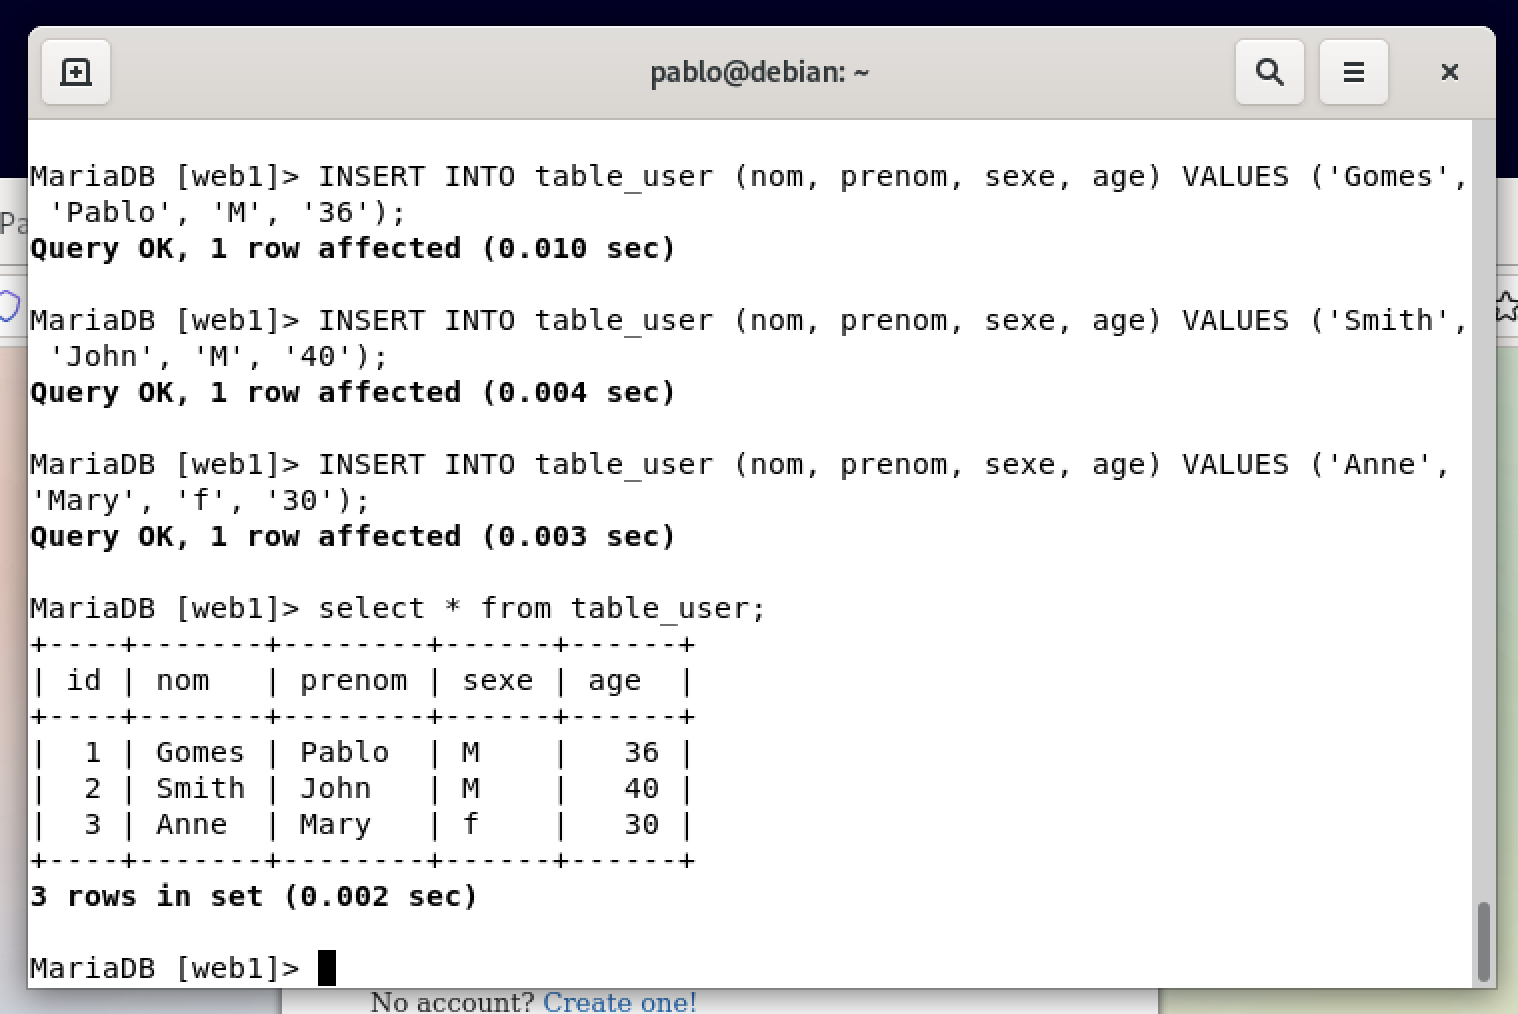 pablo@debian: ~
MariaDB [web1]> INSERT INTO table_user (nom, prenom, sexe, age) VALUES ('Gomes',
 'Pablo', 'M', '36');
Pa
Query OK, 1 row affected (0.010 sec)
MariaDB [web1]> INSERT INTO table_user (nom, prenom, sexe, age) VALUES ('Smith',
 'John', 'M', '40');
Query OK, 1 row affected (0.004 sec)
MariaDB [web1]> INSERT INTO table_user (nom, prenom, sexe, age) VALUES ('Anne',
'Mary', 'f', '30');
Query OK, 1 row affected (0.003 sec)
MariaDB [web1]> select * from table_user;
+----+-------+--------+------+------+
| id | nom   | prenom | sexe | age  |
+----+-------+--------+------+------+
|  1 | Gomes | Pablo  | M    |   36 |
|  2 | Smith | John   | M    |   40 |
|  3 | Anne  | Mary   | f    |   30 |
+----+-------+--------+------+------+
3 rows in set (0.002 sec)
MariaDB [web1]>
No account? Create one!